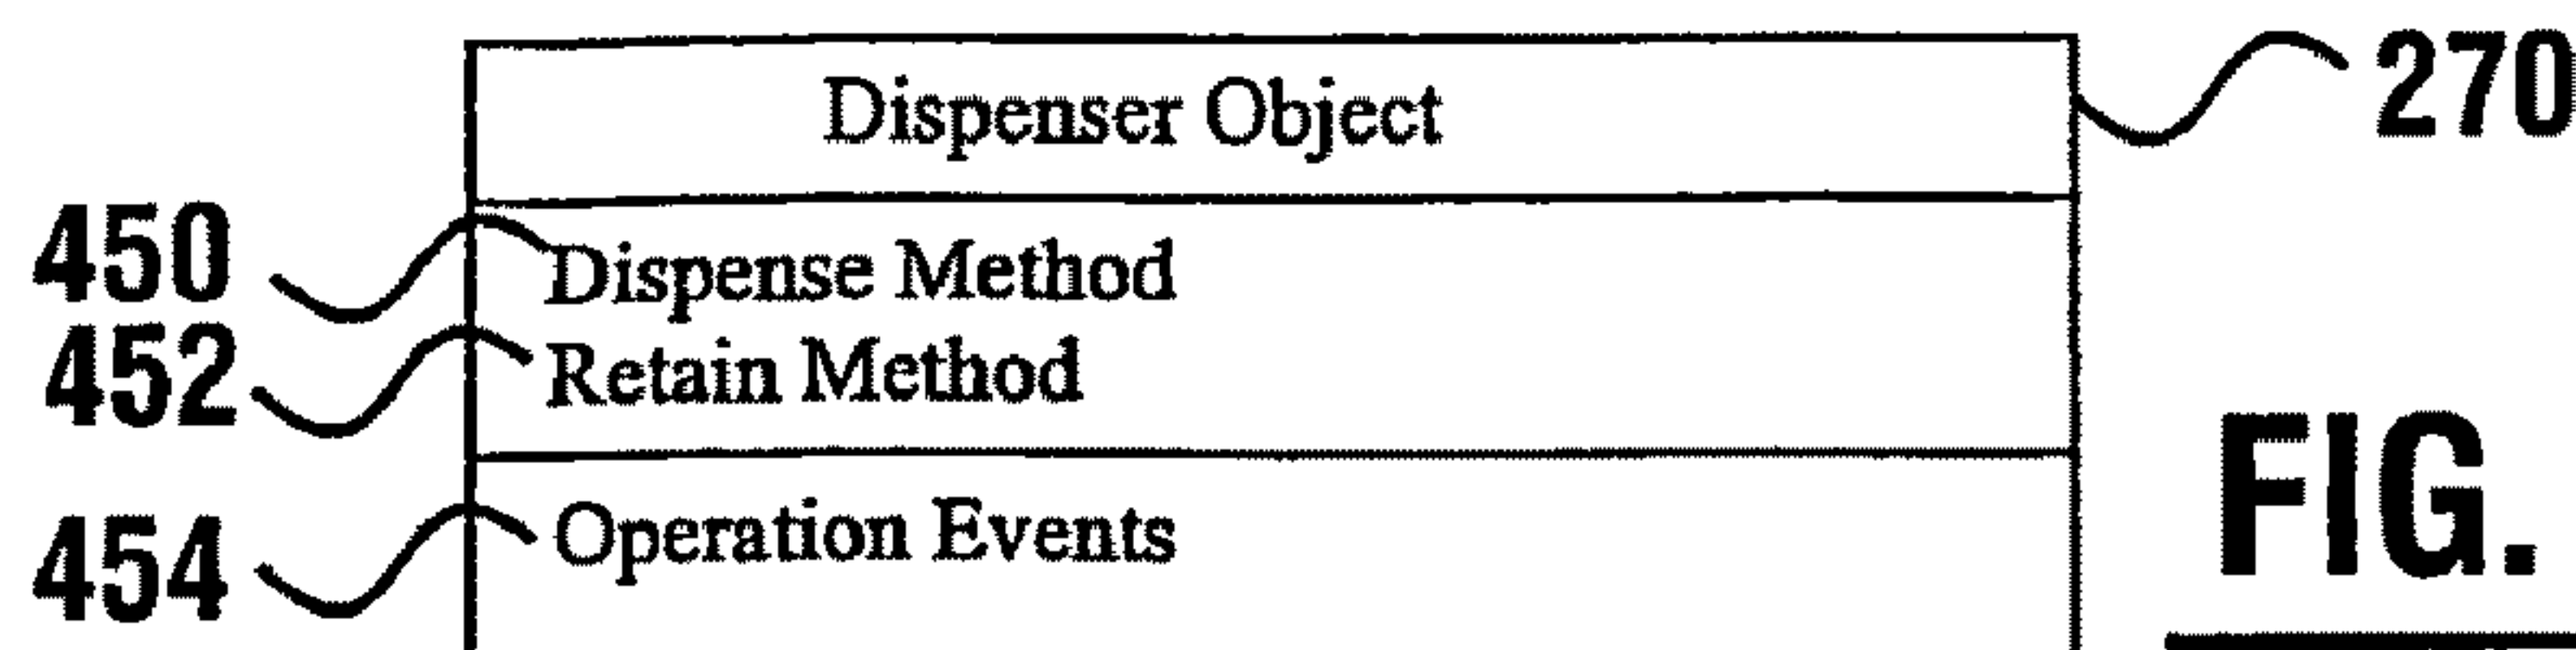 Dispenser Object
270
450
Dispense Method
452
Retain Method
FIG.
454
Operation Events